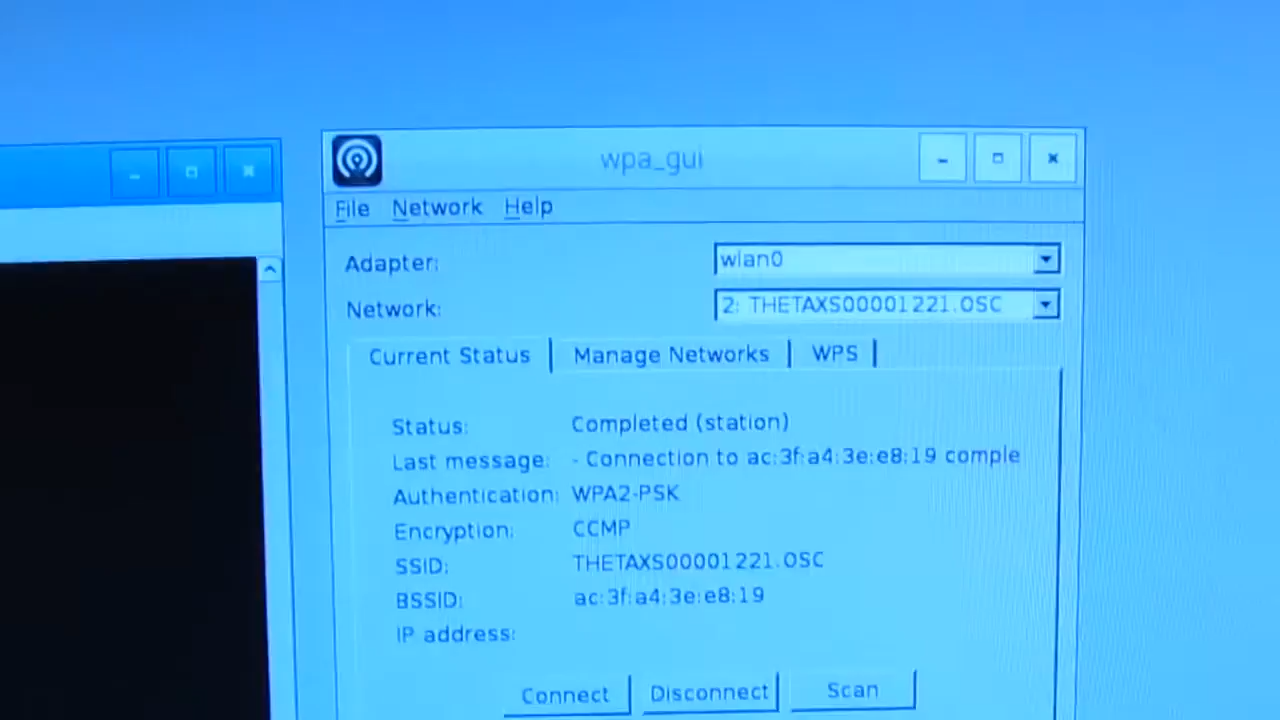 wpa_gui
File Network Help
Adapter: wlan0
Network: 2: THETAXS00001221.OSC
Current Status Manage Networks WPS
Status: Completed (station)
Last message: - Connection to ac:3f:a4:3e:e8:19 comple
Authentication: WPA2-PSK
Encryption: CCMP
SSID: THETAXS00001221.OSC
BSSID: ac:3f:a4:3e:e8:19
IP address:
Connect Disconnect Scan